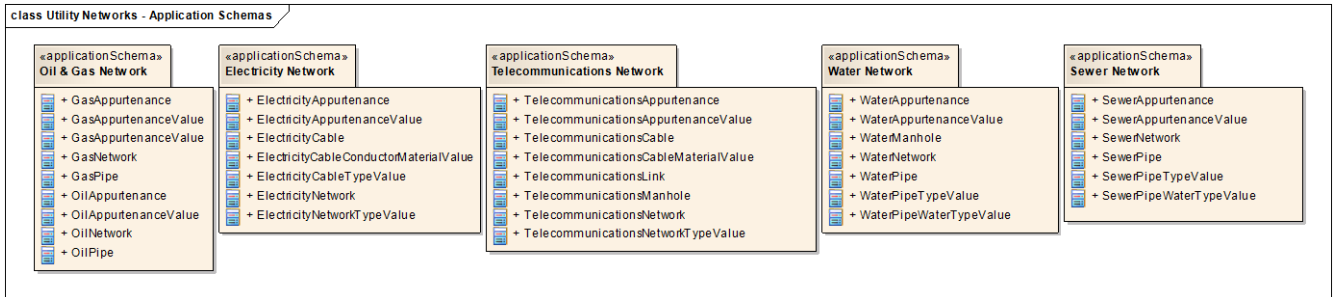 class Utility Networks - Application Schemas
«applicationSchema»
Oil & Gas Network
+ GasAppurtenance
+ GasAppurtenanceValue
+ GasAppurtenanceValue
+ GasNetwork
+ GasPipe
+ OilAppurtenance
+ OilAppurtenanceValue
+ OilNetwork
+ OilPipe
«applicationSchema»
Electricity Network
+ ElectricityAppurtenance
+ ElectricityAppurtenanceValue
+ ElectricityCable
+ ElectricityCableConductorMaterialValue
+ ElectricityCableTypeValue
+ ElectricityNetwork
+ ElectricityNetworkTypeValue
«applicationSchema»
Telecommunications Network
+ TelecommunicationsAppurtenance
+ TelecommunicationsAppurtenanceValue
+ TelecommunicationsCable
+ TelecommunicationsCableMaterialValue
+ TelecommunicationsLink
+ TelecommunicationsManhole
+ TelecommunicationsNetwork
+ TelecommunicationsNetworkTypeValue
«applicationSchema»
Water Network
+ WaterAppurtenance
+ WaterAppurtenanceValue
+ WaterManhole
+ WaterNetwork
+ WaterPipe
+ WaterPipeTypeValue
+ WaterPipeWaterTypeValue
«applicationSchema»
Sewer Network
+ SewerAppurtenance
+ SewerAppurtenanceValue
+ SewerNetwork
+ SewerPipe
+ SewerPipeTypeValue
+ SewerPipeWaterTypeValue